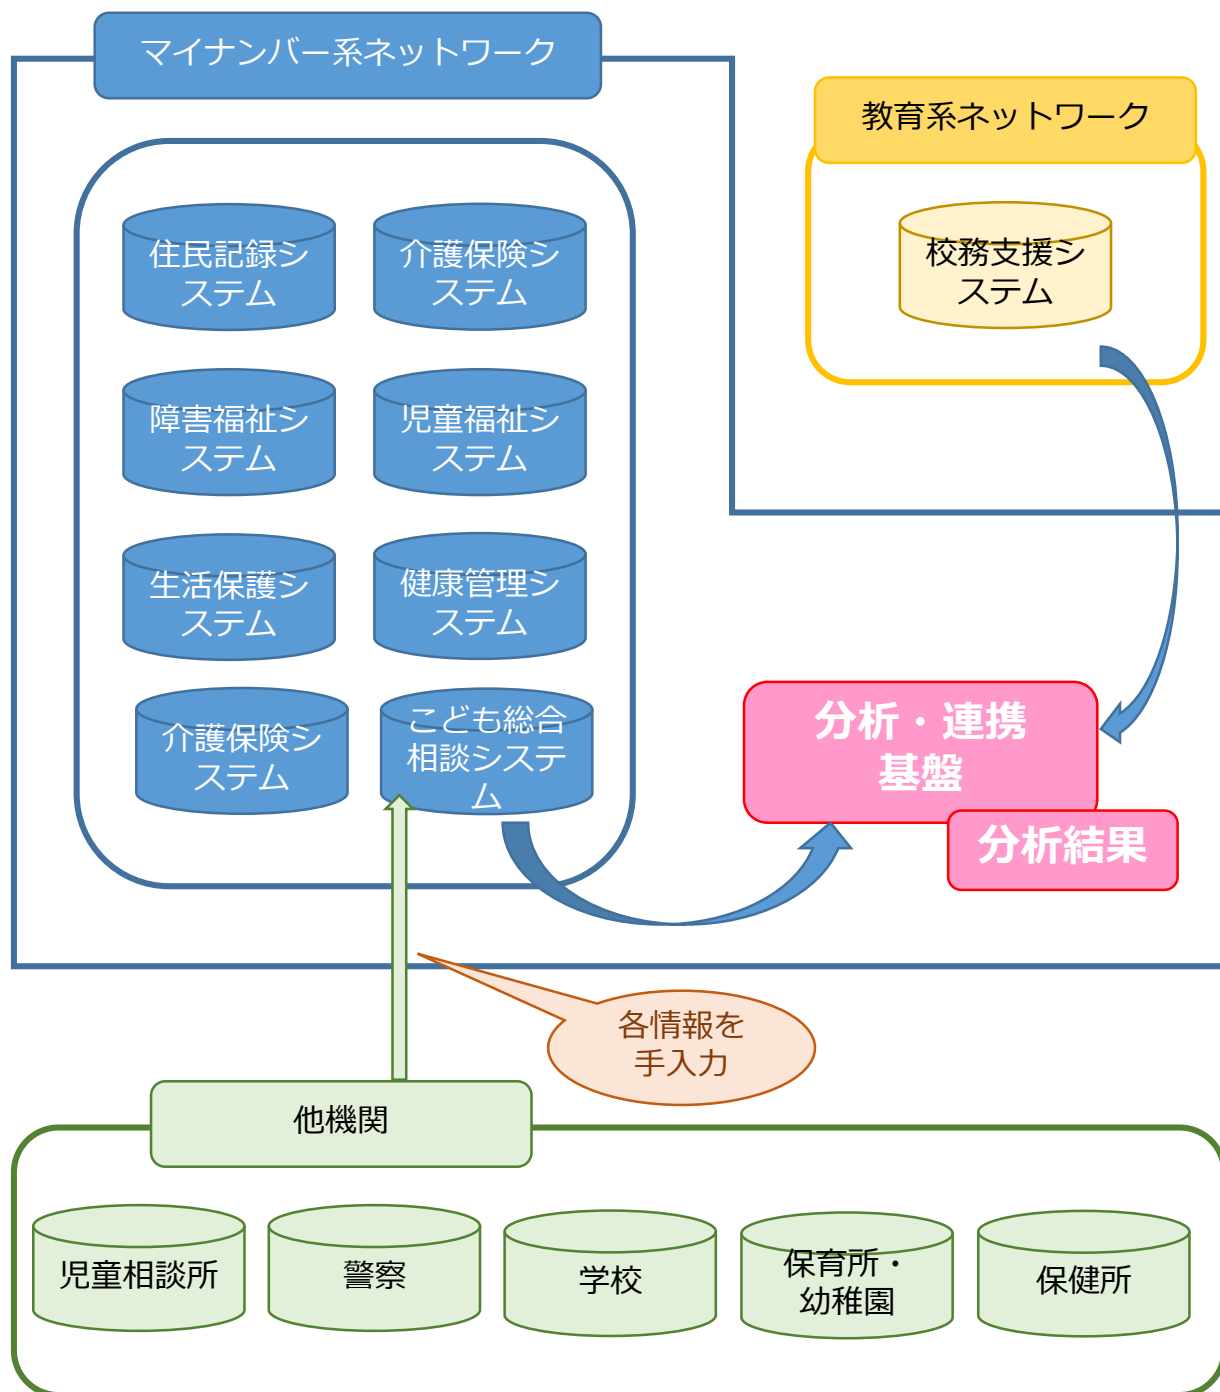 マイナンバー系ネットワーク
教育系ネットワーク
住民記録シ
ステム
介護保険シ
ステム
校務支援シ
ステム
障害福祉シ
ステム
児童福祉シ
ステム
生活保護シ
ステム
健康管理シ
ステム
介護保険シ
ステム
こども総合
相談システ
ム
分析・連携
基盤
分析結果
各情報を
手入力
他機関
児童相談所
警察
学校
保育所・
幼稚園
保健所